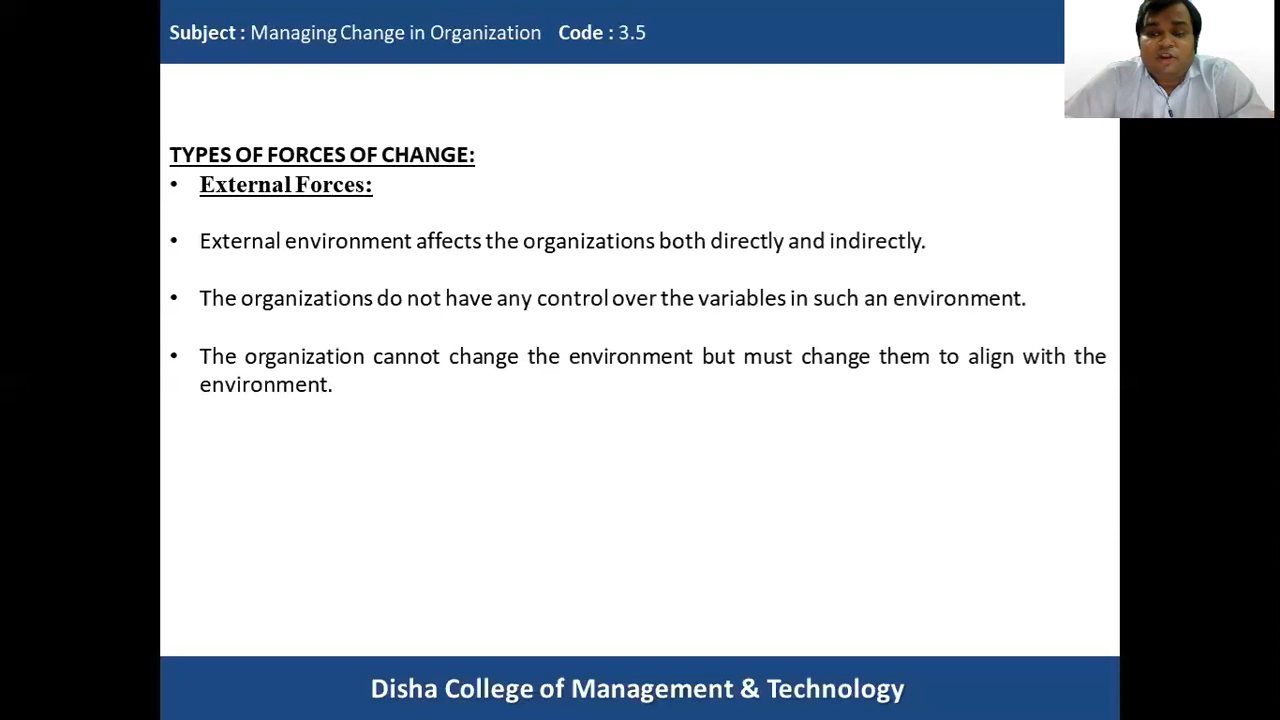 Subject : Managing Change in Organization Code : 3.5
TYPES OF FORCES OF CHANGE:
• External Forces:
• External environment affects the organizations both directly and indirectly.
• The organizations do not have any control over the variables in such an environment.
• The organization cannot change the environment but must change them to align with the
environment.
Disha College of Management & Technology